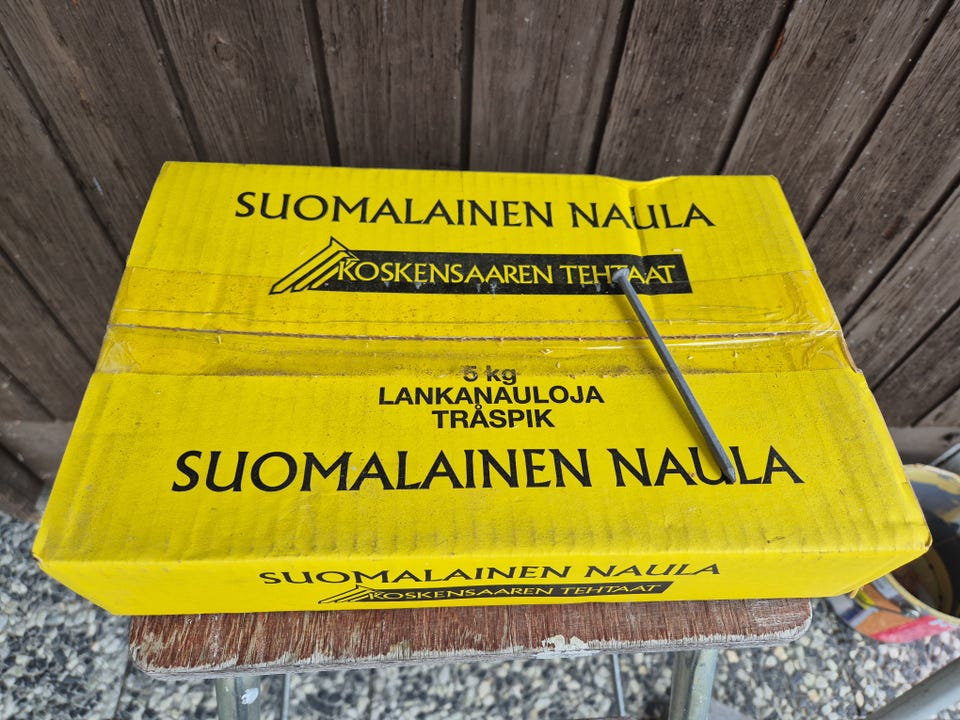 SUOMALAINEN NAULA
KOSKENSAAREN TEHTAAT
5 kg
LANKANAULOJA
TRÅSPIK
SUOMALAINEN NAULA
SUOMALAINEN NAULA
KOSKENSAAREN TEHTAAT